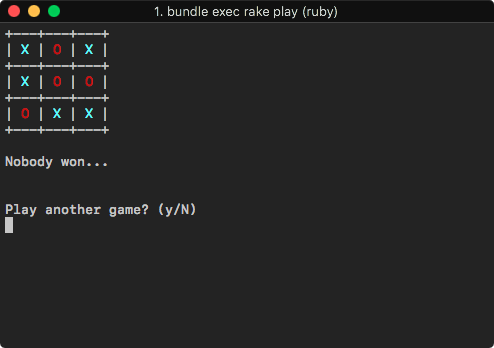 1. bundle exec rake play (ruby)
+———+———+———+
| X | O | X |
+———+———+———+
| X | O | O |
+———+———+———+
| O | X | X |
+———+———+———+
Nobody won...
Play another game? (y/N)